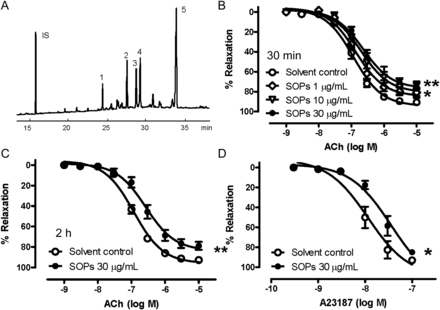 A
IS
1
2
3
4
5
15
20
25
30
35
min
B
% Relaxation
0
20
40
60
80
100
30 min
Solvent control
SOPs 1 µg/mL
SOPs 10 µg/mL
SOPs 30 µg/mL
**
*
-9 -8 -7 -6 -5
ACh (log M)
C
% Relaxation
0
20
40
60
80
100
2 h
Solvent control
SOPs 30 µg/mL
**
-9 -8 -7 -6 -5
ACh (log M)
D
% Relaxation
0
20
40
60
80
100
Solvent control
SOPs 30 µg/mL
*
-10 -9 -8 -7
A23187 (log M)